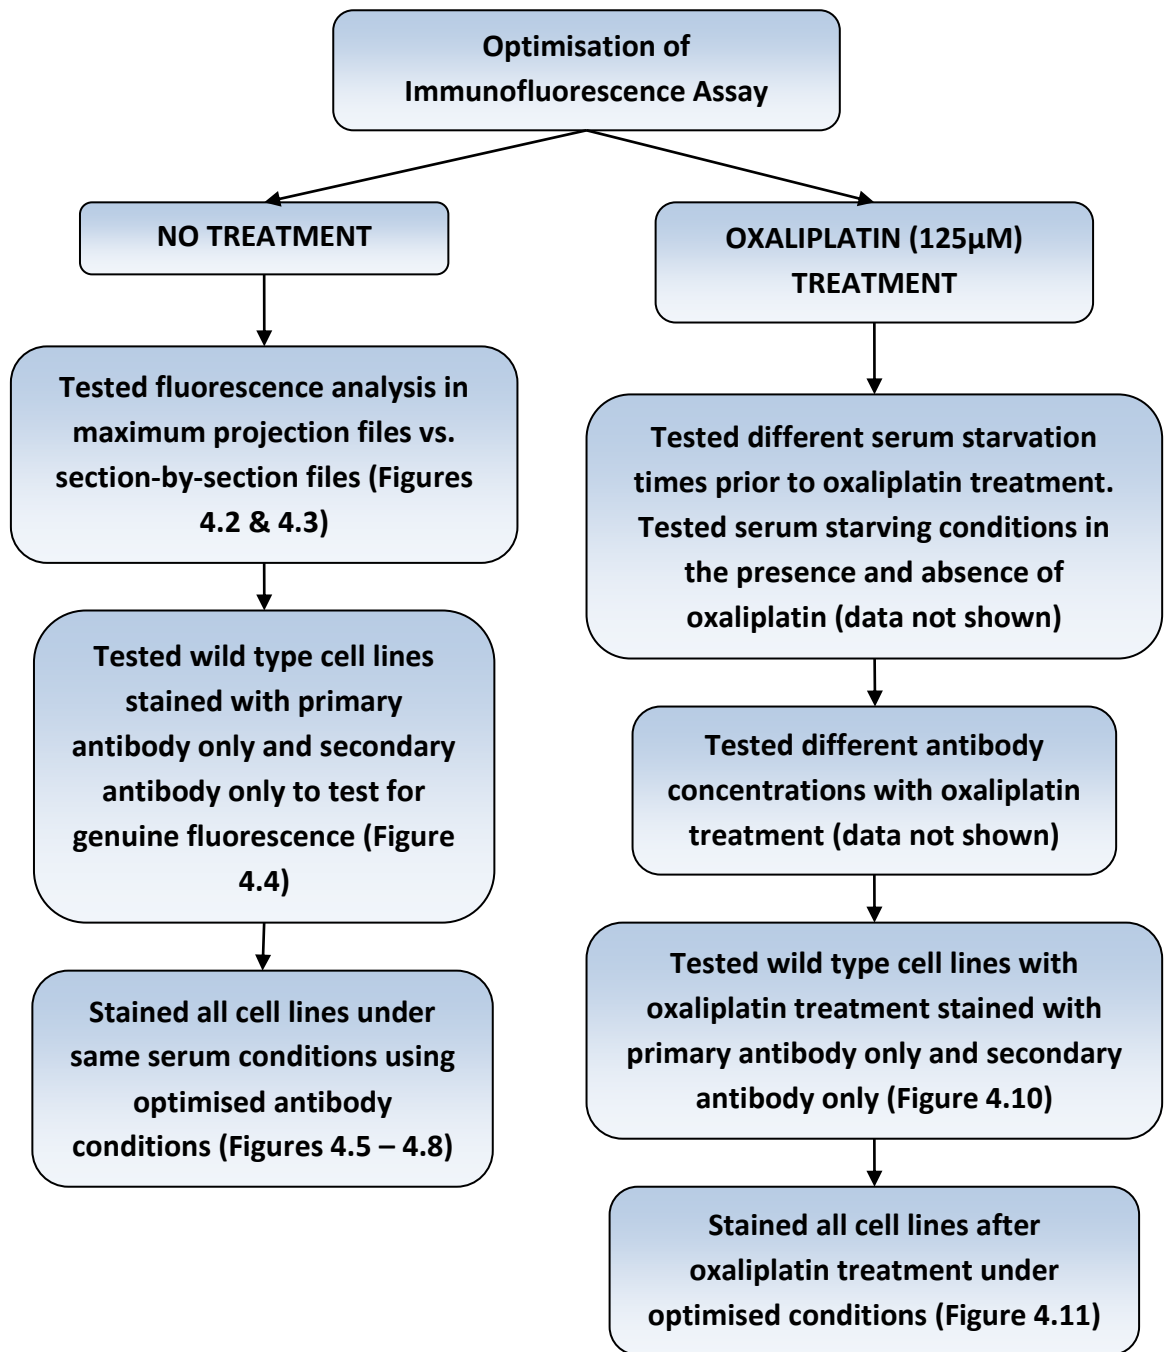 Optimisation of
Immunofluorescence Assay
NO TREATMENT
Tested fluorescence analysis in
maximum projection files vs.
section-by-section files (Figures
4.2 & 4.3)
Tested wild type cell lines
stained with primary
antibody only and secondary
antibody only to test for
genuine fluorescence (Figure
4.4)
Stained all cell lines under
same serum conditions using
optimised antibody
conditions (Figures 4.5 – 4.8)
OXALIPLATIN (125µM)
TREATMENT
Tested different serum starvation
times prior to oxaliplatin treatment.
Tested serum starving conditions in
the presence and absence of
oxaliplatin (data not shown)
Tested different antibody
concentrations with oxaliplatin
treatment (data not shown)
Tested wild type cell lines with
oxaliplatin treatment stained with
primary antibody only and secondary
antibody only (Figure 4.10)
Stained all cell lines after
oxaliplatin treatment under
optimised conditions (Figure 4.11)